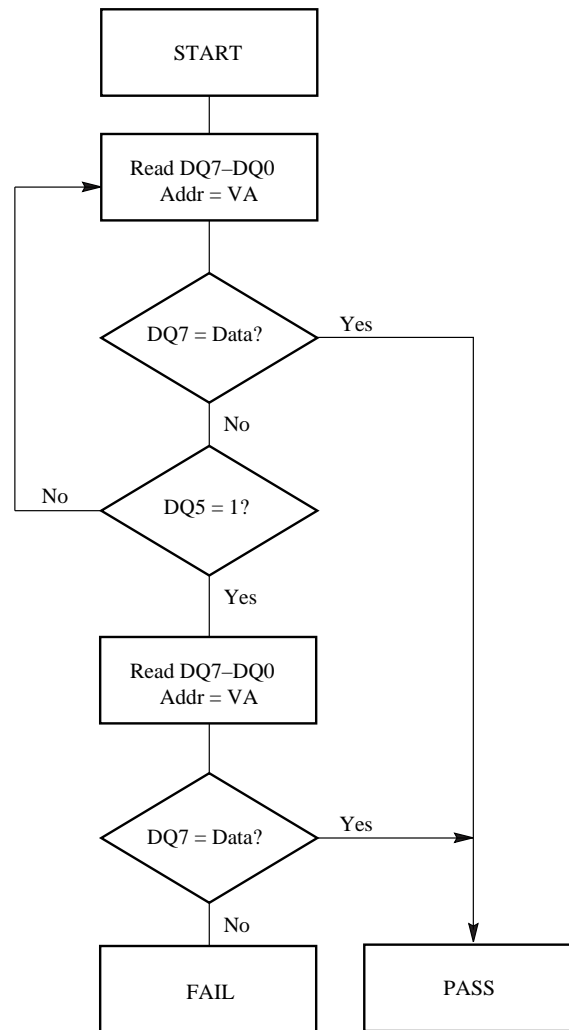 START
Read DQ7–DQ0
Addr = VA
DQ7 = Data?
Yes
No
No
DQ5 = 1?
Yes
Read DQ7–DQ0
Addr = VA
DQ7 = Data?
Yes
No
FAIL
PASS